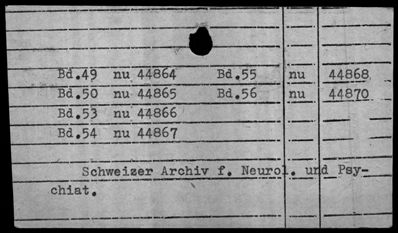 Bd.49 nu 44864 Bd.55 nu 44868
Bd.50 nu 44865 Bd.56 nu 44870
Bd.53 nu 44866
Bd.54 nu 44867
Schweizer Archiv f. Neurol. und Psy-
chiat.